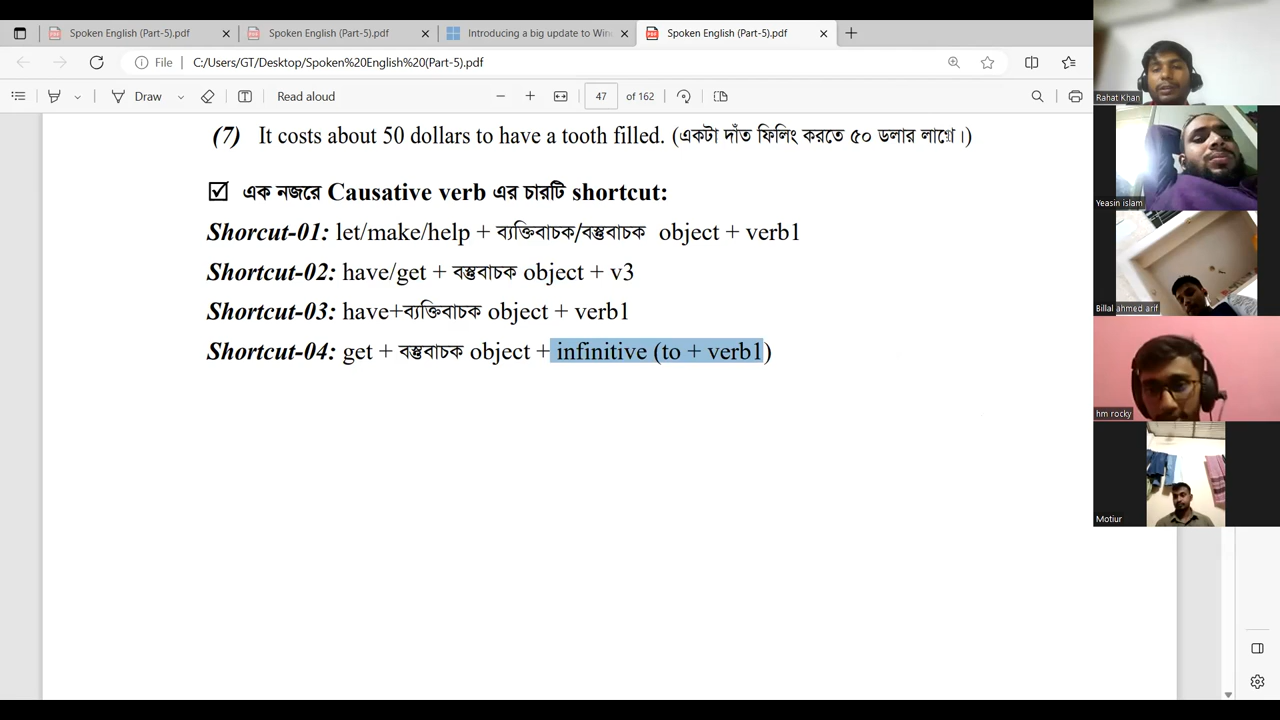 Spoken English (Part-5).pdf
Spoken English (Part-5).pdf
Introducing a big update to Win
Spoken English (Part-5).pdf
File
C:/Users/GT/Desktop/Spoken%20English%20(Part-5).pdf
Draw
Read aloud
47 of 162
(7) It costs about 50 dollars to have a tooth filled. (একটা দাঁত ফিলিং করতে ৫০ ডলার লাগে।)
এক নজরে Causative verb এর চারটি shortcut:
Shorcut-01: let/make/help + ব্যক্তিবাচক/বস্তুবাচক object + verb1
Shortcut-02: have/get + বস্তুবাচক object + v3
Shortcut-03: have+ব্যক্তিবাচক object + verb1
Shortcut-04: get + বস্তুবাচক object + infinitive (to + verb1)
Rahat Khan
Yeasin islam
Billal ahmed arif
hm rocky
Motiur